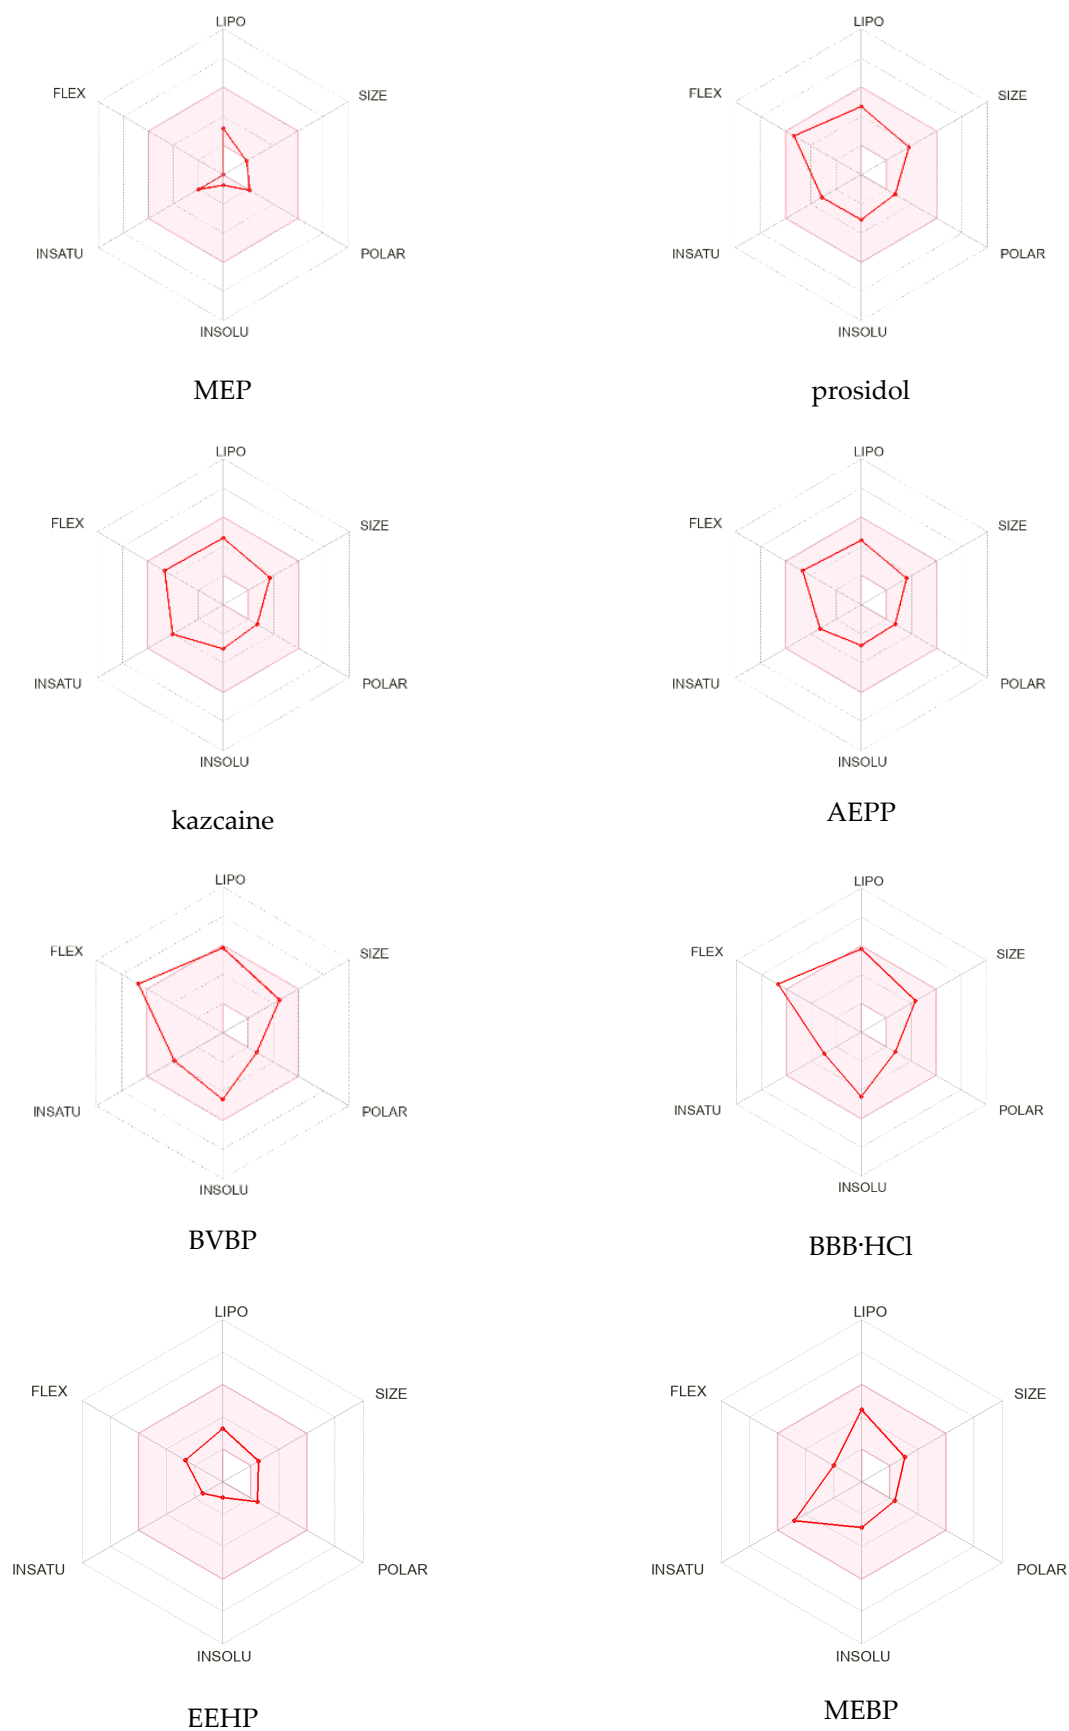 LIPO
FLEX
SIZE
INSATU
POLAR
INSOLU
MEP
LIPO
FLEX
SIZE
INSATU
POLAR
INSOLU
prosidol
LIPO
FLEX
SIZE
INSATU
POLAR
INSOLU
kazcaine
LIPO
FLEX
SIZE
INSATU
POLAR
INSOLU
AEPP
LIPO
FLEX
SIZE
INSATU
POLAR
INSOLU
BVBP
LIPO
FLEX
SIZE
INSATU
POLAR
INSOLU
BBB·HCl
LIPO
FLEX
SIZE
INSATU
POLAR
INSOLU
EEHP
LIPO
FLEX
SIZE
INSATU
POLAR
INSOLU
MEBP